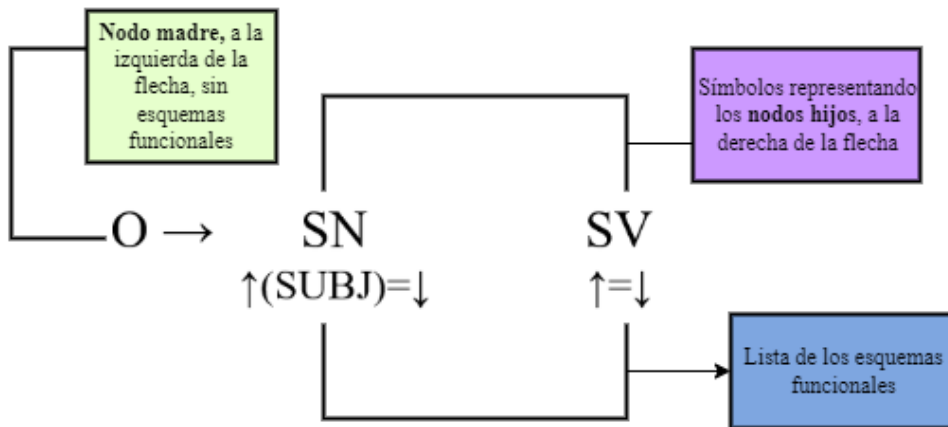 Nodo madre, a la
izquierda de la
flecha, sin
esquemas
funcionales
Símbolos representando
los nodos hijos, a la
derecha de la flecha
O → SN SV
↑(SUBJ)=↓ ↑=↓
Lista de los esquemas
funcionales